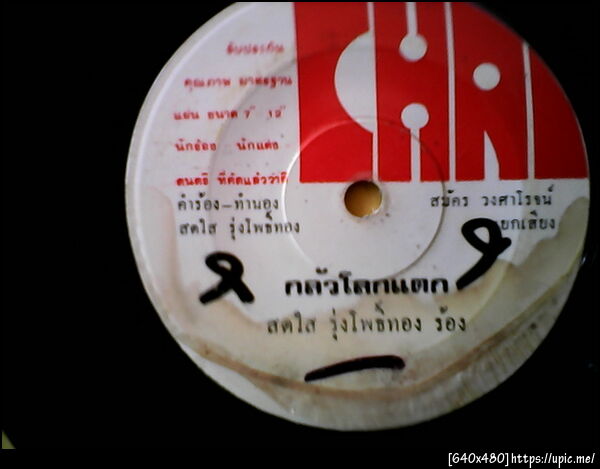 CHAI
รับประกัน
คุณภาพ มาตรฐาน
แผ่น ขนาด 7" 12"
นักร้อง นักแต่ง
ดนตรี ที่คัดแล้วว่าดี
คำร้อง-ทำนอง
สดใส รุ่งโพธิ์ทอง
สมัคร วงศาโรจน์
แยกเสียง
กลัวโลกแตก
สดใส รุ่งโพธิ์ทอง ร้อง
[640x480]https://upic.me/